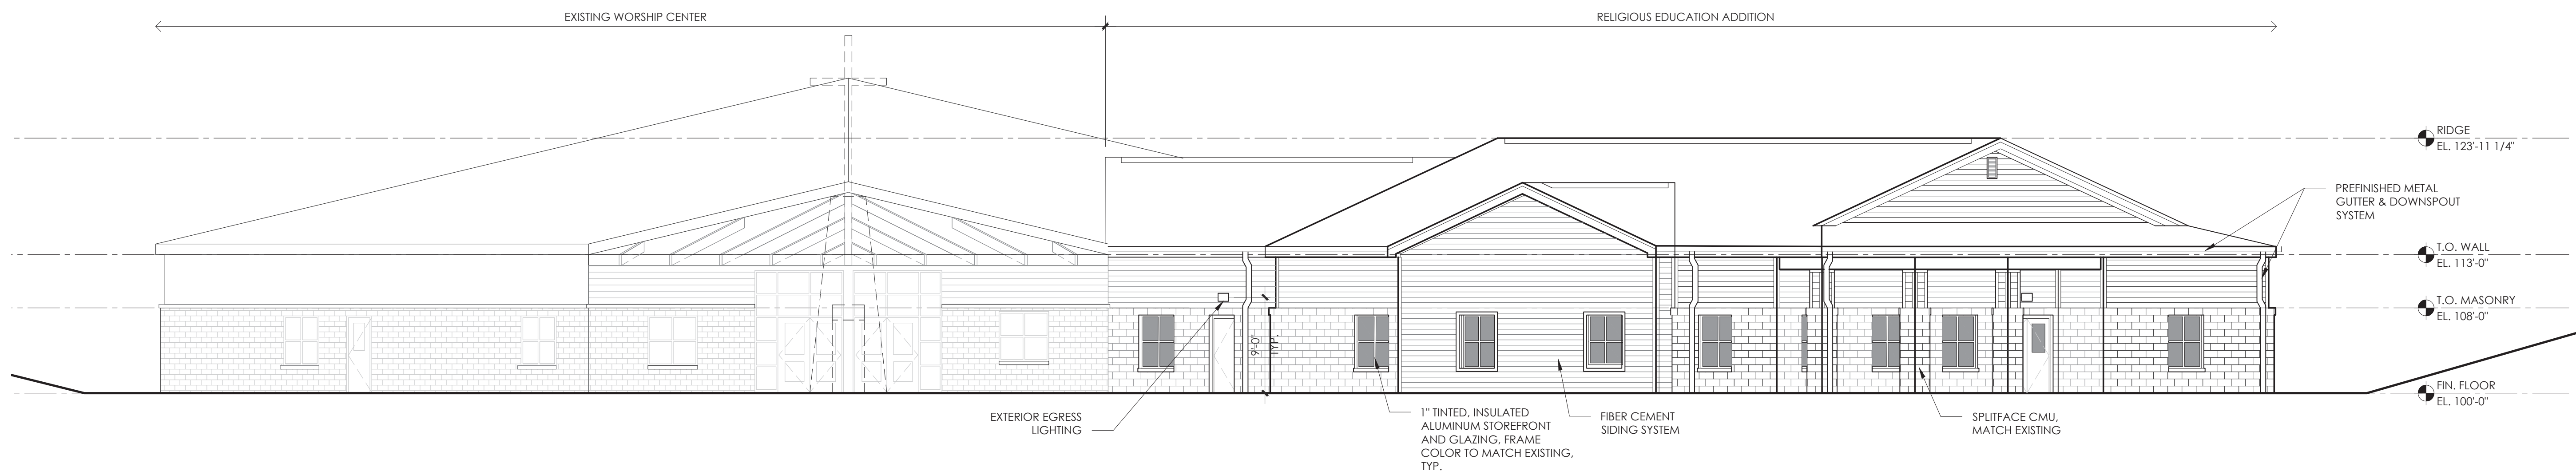 EXISTING WORSHIP CENTER
RELIGIOUS EDUCATION ADDITION
RIDGE
EL. 123'-11 1/4"
PREFINISHED METAL
GUTTER & DOWNSPOUT
SYSTEM
T.O. WALL
EL. 113'-0"
T.O. MASONRY
EL. 108'-0"
9'-0"
TYP.
FIN. FLOOR
EL. 100'-0"
EXTERIOR EGRESS
LIGHTING
1" TINTED, INSULATED
ALUMINUM STOREFRONT
AND GLAZING, FRAME
COLOR TO MATCH EXISTING,
TYP.
FIBER CEMENT
SIDING SYSTEM
SPLITFACE CMU,
MATCH EXISTING